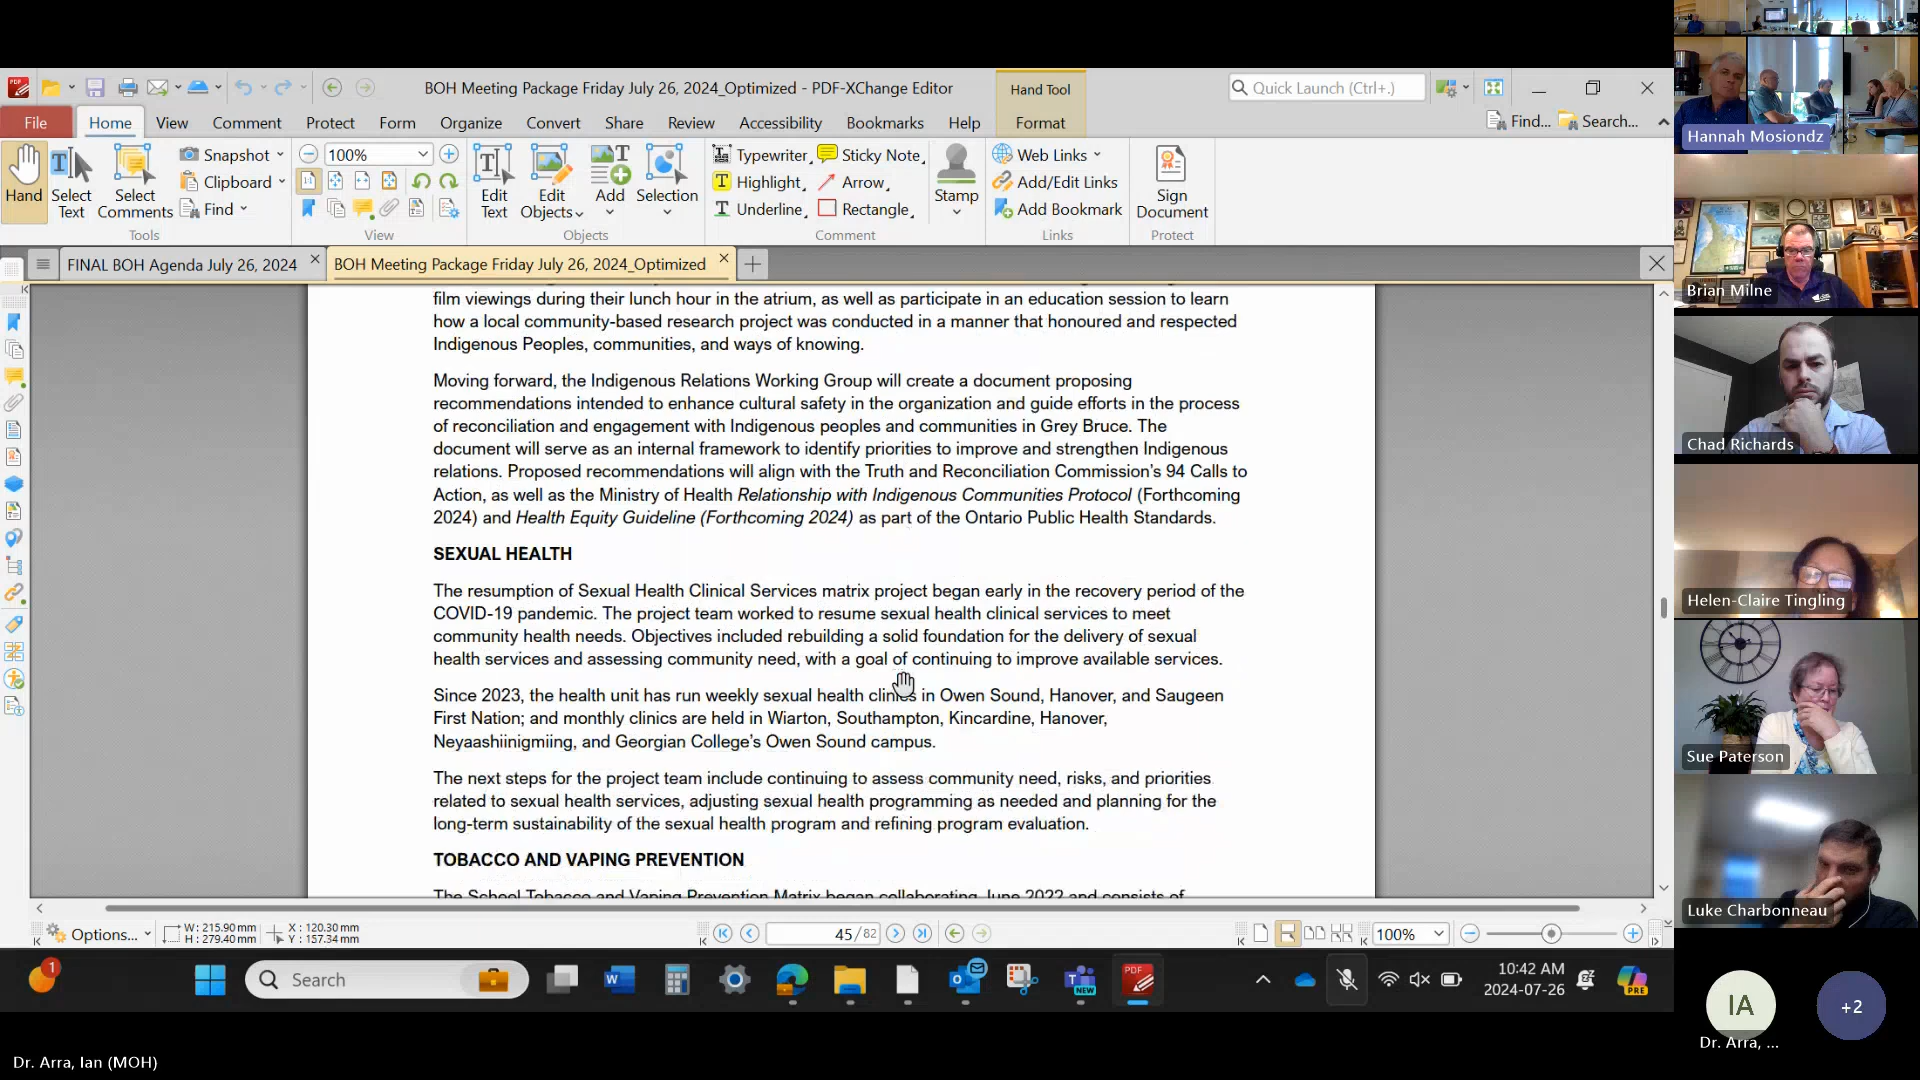 BOH Meeting Package Friday July 26, 2024_Optimized - PDF-XChange Editor
Hand Tool
Quick Launch (Ctrl+.)
File
Home
View
Comment
Protect
Form
Organize
Convert
Share
Review
Accessibility
Bookmarks
Help
Format
Find...
Search...
Hand
Select Text
Select Comments
Snapshot
Clipboard
Find
Tools
100%
View
Edit Text
Edit Objects
Add
Selection
Objects
Typewriter
Highlight
Underline
Sticky Note
Arrow
Rectangle
Stamp
Comment
Web Links
Add/Edit Links
Add Bookmark
Links
Sign Document
Protect
FINAL BOH Agenda July 26, 2024
BOH Meeting Package Friday July 26, 2024_Optimized
film viewings during their lunch hour in the atrium, as well as participate in an education session to learn
how a local community-based research project was conducted in a manner that honoured and respected
Indigenous Peoples, communities, and ways of knowing.
Moving forward, the Indigenous Relations Working Group will create a document proposing
recommendations intended to enhance cultural safety in the organization and guide efforts in the process
of reconciliation and engagement with Indigenous peoples and communities in Grey Bruce. The
document will serve as an internal framework to identify priorities to improve and strengthen Indigenous
relations. Proposed recommendations will align with the Truth and Reconciliation Commission's 94 Calls to
Action, as well as the Ministry of Health Relationship with Indigenous Communities Protocol (Forthcoming
2024) and Health Equity Guideline (Forthcoming 2024) as part of the Ontario Public Health Standards.
SEXUAL HEALTH
The resumption of Sexual Health Clinical Services matrix project began early in the recovery period of the
COVID-19 pandemic. The project team worked to resume sexual health clinical services to meet
community health needs. Objectives included rebuilding a solid foundation for the delivery of sexual
health services and assessing community need, with a goal of continuing to improve available services.
Since 2023, the health unit has run weekly sexual health clinics in Owen Sound, Hanover, and Saugeen
First Nation; and monthly clinics are held in Wiarton, Southampton, Kincardine, Hanover,
Neyaashiinigmiing, and Georgian College's Owen Sound campus.
The next steps for the project team include continuing to assess community need, risks, and priorities
related to sexual health services, adjusting sexual health programming as needed and planning for the
long-term sustainability of the sexual health program and refining program evaluation.
TOBACCO AND VAPING PREVENTION
The School Tobacco and Vaping Prevention Matrix began collaborating June 2022 and consists of
Options...
W: 215.90 mm
H: 279.40 mm
X: 120.30 mm
Y: 157.34 mm
45/82
100%
1
Search
NEW
PDF
10:42 AM
2024-07-26
PRE
Hannah Mosiondz
Brian Milne
Chad Richards
Helen-Claire Tingling
Sue Paterson
Luke Charbonneau
IA
+2
Dr. Arra, ...
Dr. Arra, Ian (MOH)